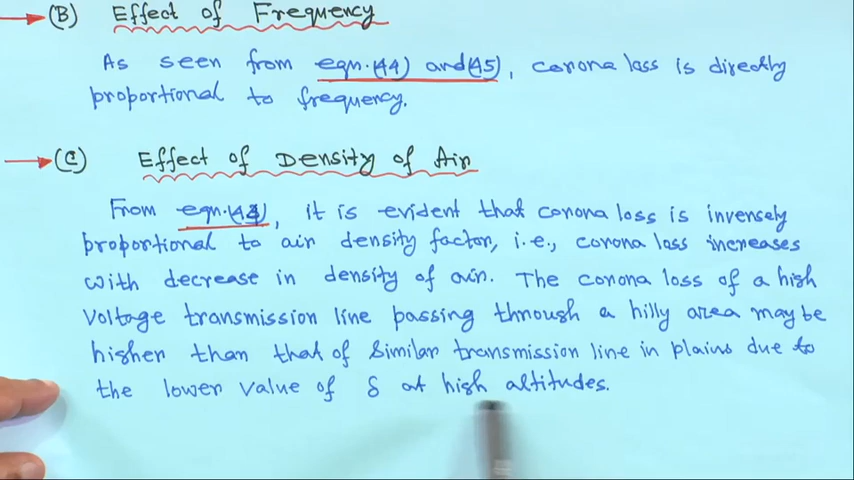 (B) Effect of Frequency
As seen from eqn.(44) and (45), corona loss is directly
proportional to frequency.
(C) Effect of Density of Air
From eqn.(44), it is evident that corona loss is inversely
proportional to air density factor, i.e., corona loss increases
with decrease in density of air. The corona loss of a high
voltage transmission line passing through a hilly area may be
higher than that of similar transmission line in plains due to
the lower value of δ at high altitudes.